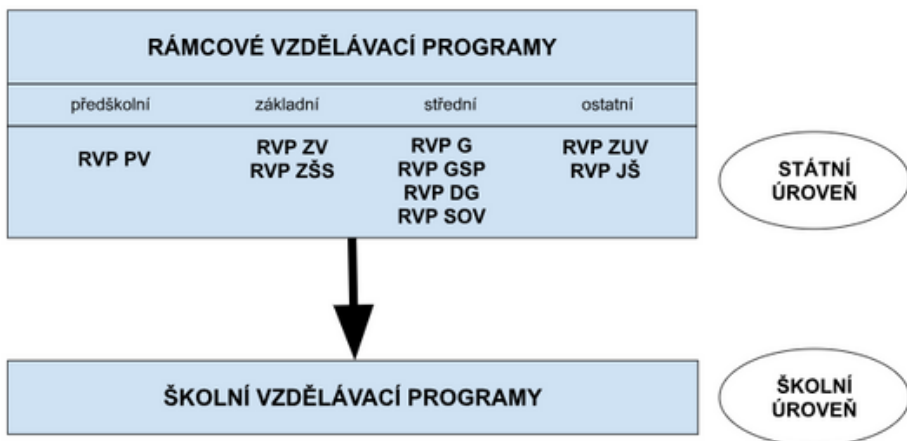 RÁMCOVÉ VZDĚLÁVACÍ PROGRAMY
předškolní základní střední ostatní
RVP PV
RVP ZV
RVP ZŠS
RVP G
RVP GSP
RVP DG
RVP SOV
RVP ZUV
RVP JŠ
STÁTNÍ
ÚROVEŇ
ŠKOLNÍ VZDĚLÁVACÍ PROGRAMY
ŠKOLNÍ
ÚROVEŇ